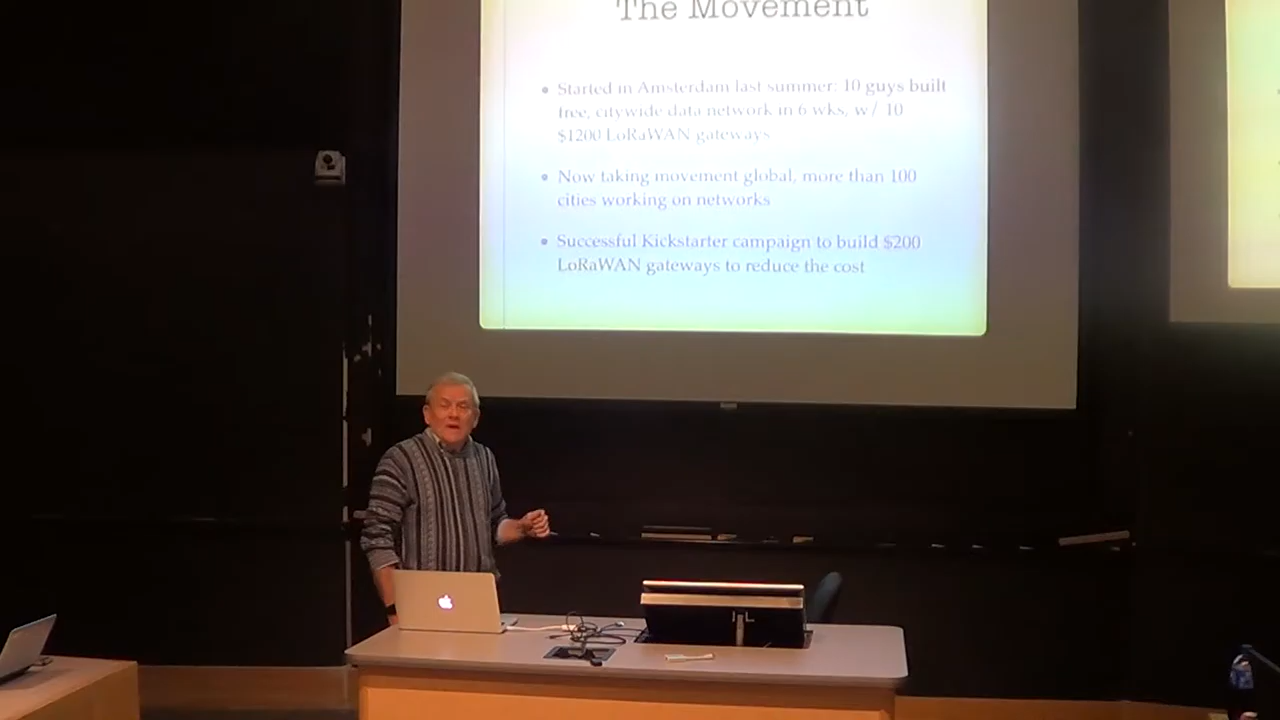 The Movement
• Started in Amsterdam last summer: 10 guys built
free, citywide data network in 6 wks, w/ 10
$1200 LoRaWAN gateways
• Now taking movement global, more than 100
cities working on networks
• Successful Kickstarter campaign to build $200
LoRaWAN gateways to reduce the cost